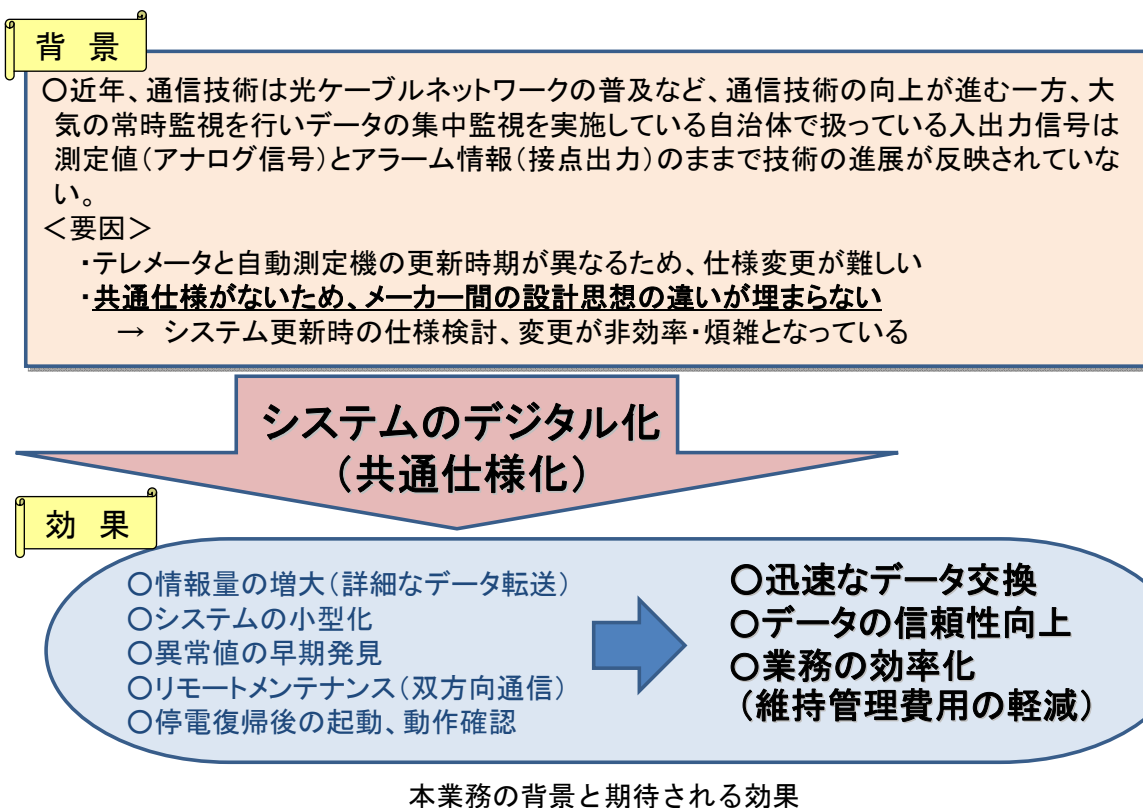 背 景
〇近年、通信技術は光ケーブルネットワークの普及など、通信技術の向上が進む一方、大
気の常時監視を行いデータの集中監視を実施している自治体で扱っている入出力信号は
測定値(アナログ信号)とアラーム情報(接点出力)のままで技術の進展が反映されていな
い。
<要因>
・テレメータと自動測定機の更新時期が異なるため、仕様変更が難しい
・共通仕様がないため、メーカー間の設計思想の違いが埋まらない
→ システム更新時の仕様検討、変更が非効率・煩雑となっている
システムのデジタル化
(共通仕様化)
効 果
〇情報量の増大(詳細なデータ転送)
〇システムの小型化
〇異常値の早期発見
〇リモートメンテナンス(双方向通信)
〇停電復帰後の起動、動作確認
〇迅速なデータ交換
〇データの信頼性向上
〇業務の効率化
(維持管理費用の軽減)
本業務の背景と期待される効果